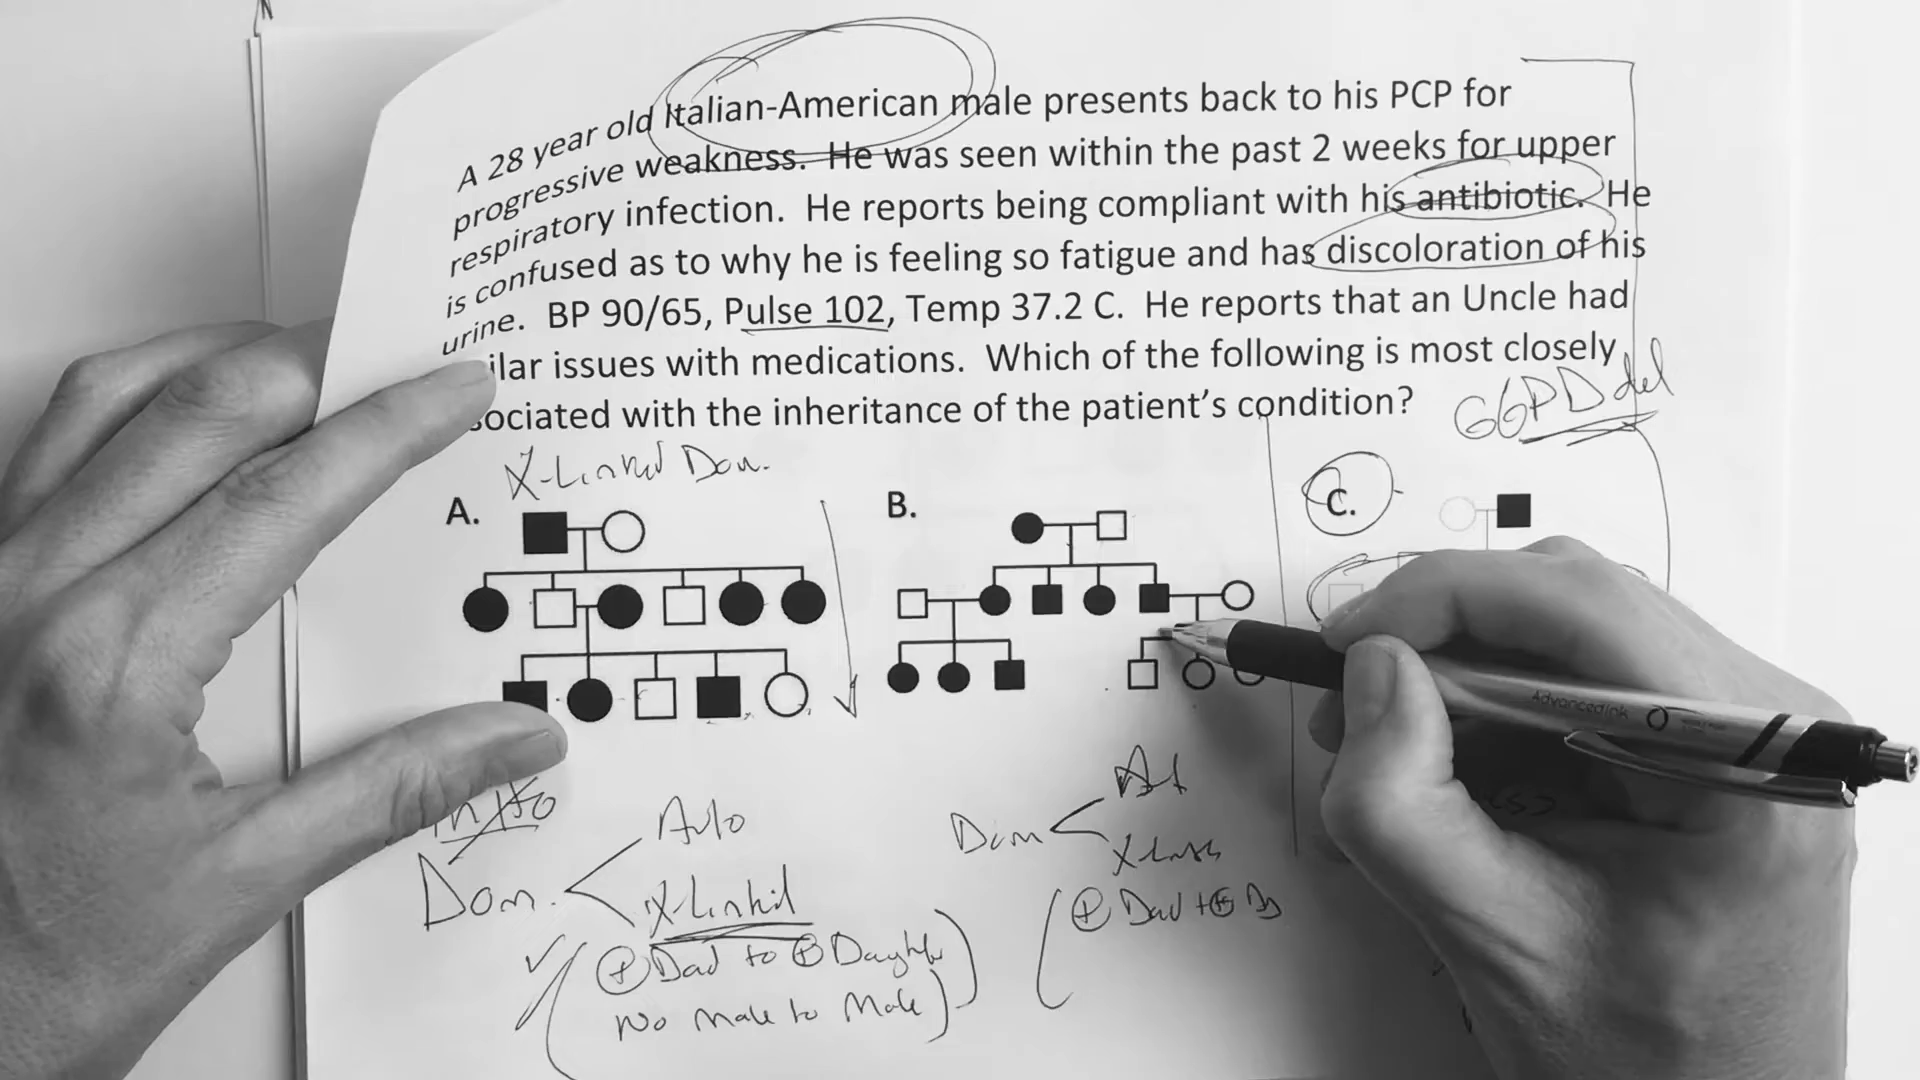 A 28 year old Italian-American male presents back to his PCP for
progressive weakness. He was seen within the past 2 weeks for upper
respiratory infection. He reports being compliant with his antibiotic. He
is confused as to why he is feeling so fatigue and has discoloration of his
urine. BP 90/65, Pulse 102, Temp 37.2 C. He reports that an Uncle had
ilar issues with medications. Which of the following is most closely
sociated with the inheritance of the patient's condition?
G6PD def
X-Linked Dom.
A.
B.
C.
AdvancedInk
Auto
Dom.
X-Linked
⊕ Dad to ⊕ Daughter
No male to Male
Dom
⊕ Dad to ⊕